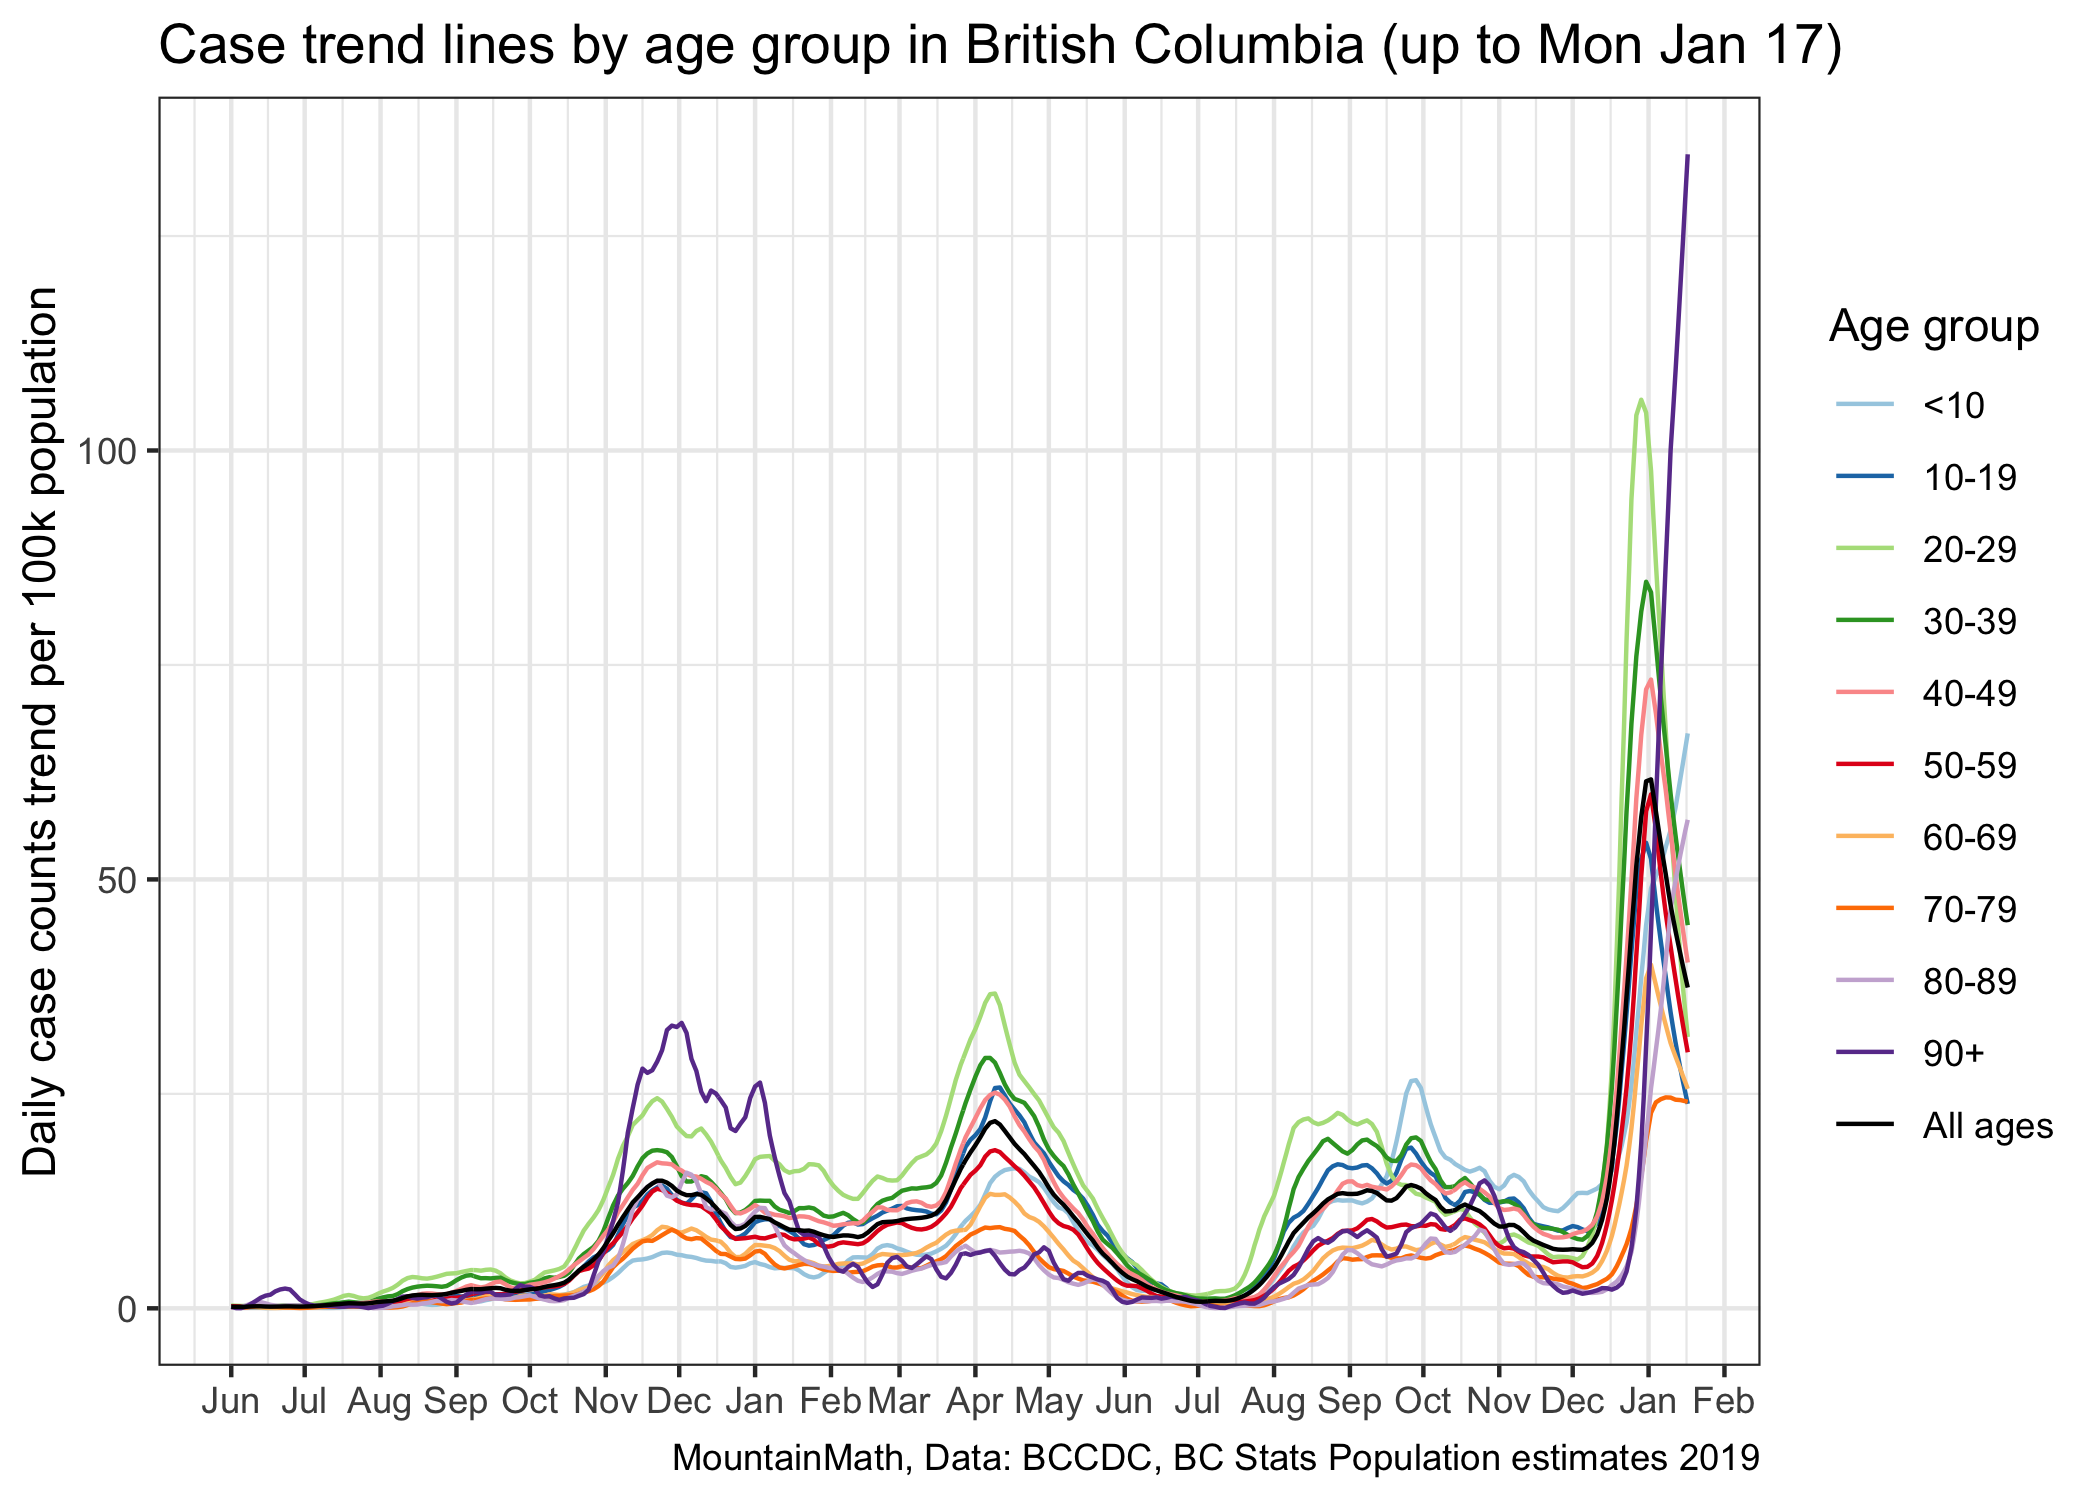 Case trend lines by age group in British Columbia (up to Mon Jan 17)
Daily case counts trend per 100k population
100
50
0
Jun Jul Aug Sep Oct Nov Dec Jan Feb Mar Apr May Jun Jul Aug Sep Oct Nov Dec Jan Feb
Age group
<10
10-19
20-29
30-39
40-49
50-59
60-69
70-79
80-89
90+
All ages
MountainMath, Data: BCCDC, BC Stats Population estimates 2019